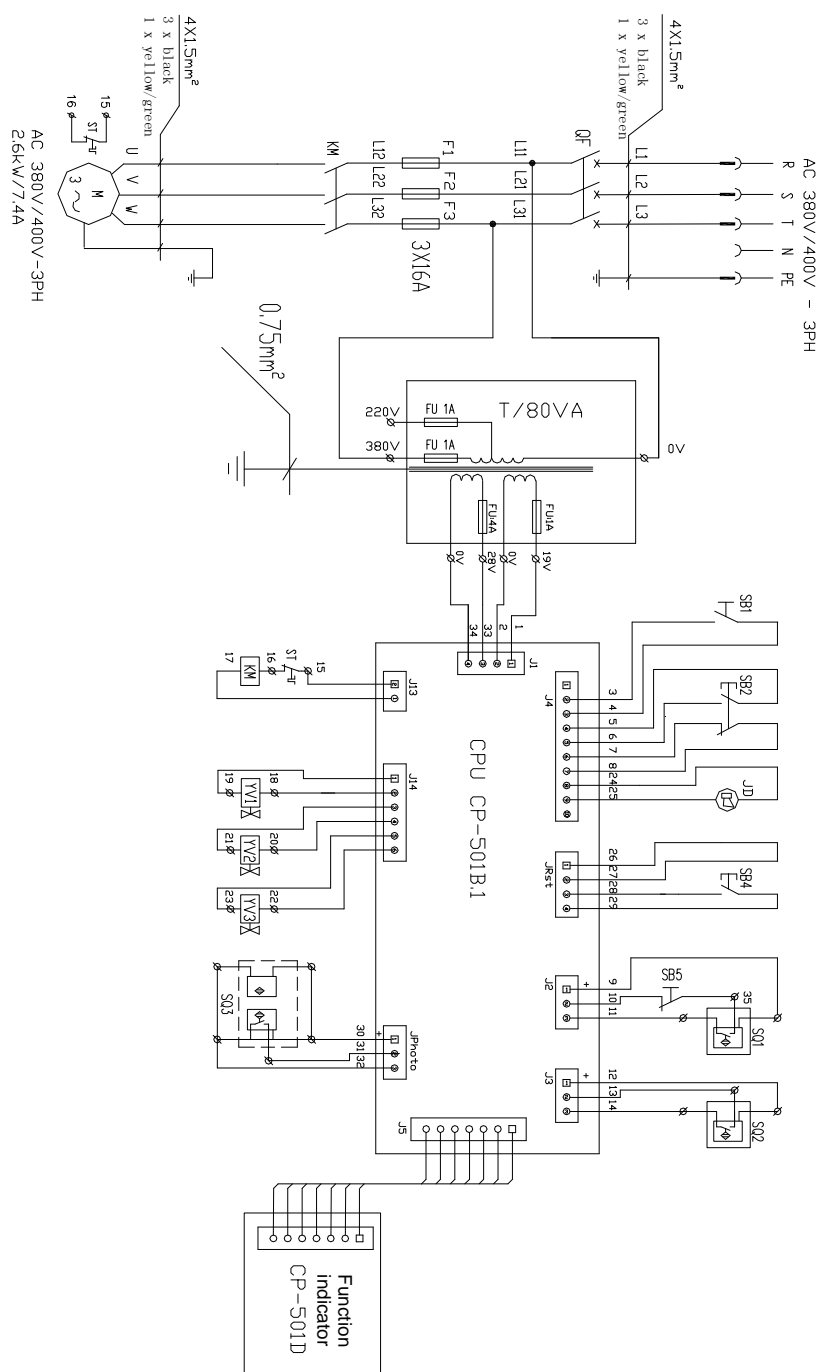 AC 380V/400V - 3PH
R
S
T
N
PE
4X1.5mm²
3 x black
1 x yellow/green
L1
L2
L3
QF
L11
L21
L31
F1
F2
F3
3X16A
L12
L22
L32
KM
4X1.5mm²
3 x black
1 x yellow/green
U
V
W
15
ST
16
M
3
AC 380V/400V-3PH
2.6kW/7.4A
0.75mm²
T/80VA
220V
FU 1A
380V
FU 1A
0V
FU:4A
FU:1A
0V
28V
0V
19V
34
33
2
1
J1
CPU CP-501B.1
SB1
SB2
JD
J4
3
4
5
6
7
8
24
25
SB4
JRst
26
27
28
29
SB5
35
SQ1
J2
+
9
10
11
SQ2
J3
+
12
13
14
J13
15
ST
16
KM
17
J14
18
YV1
19
20
YV2
21
22
YV3
23
SQ3
JPhoto
30
+
31
32
J5
Function
indicator
CP-501D